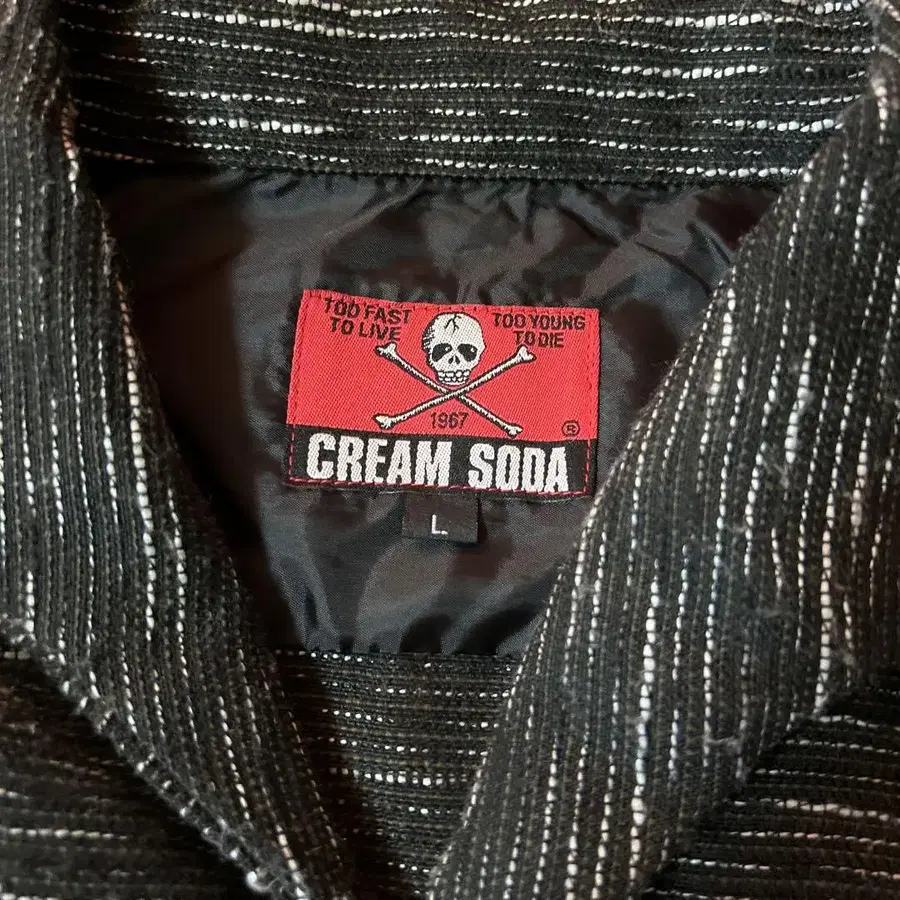 TOO FAST
TO LIVE
TOO YOUNG
TO DIE
1967
®
CREAM SODA
L.